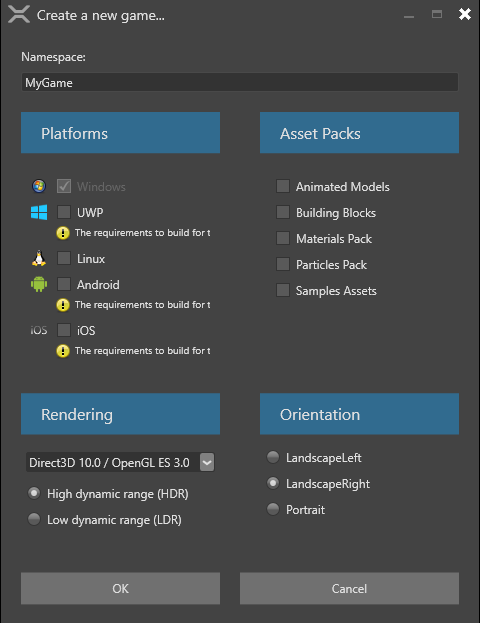 Create a new game...
Namespace:
MyGame
Platforms
Windows
UWP
The requirements to build for t
Linux
Android
The requirements to build for t
iOS iOS
The requirements to build for t
Asset Packs
Animated Models
Building Blocks
Materials Pack
Particles Pack
Samples Assets
Rendering
Direct3D 10.0 / OpenGL ES 3.0
High dynamic range (HDR)
Low dynamic range (LDR)
Orientation
LandscapeLeft
LandscapeRight
Portrait
OK
Cancel